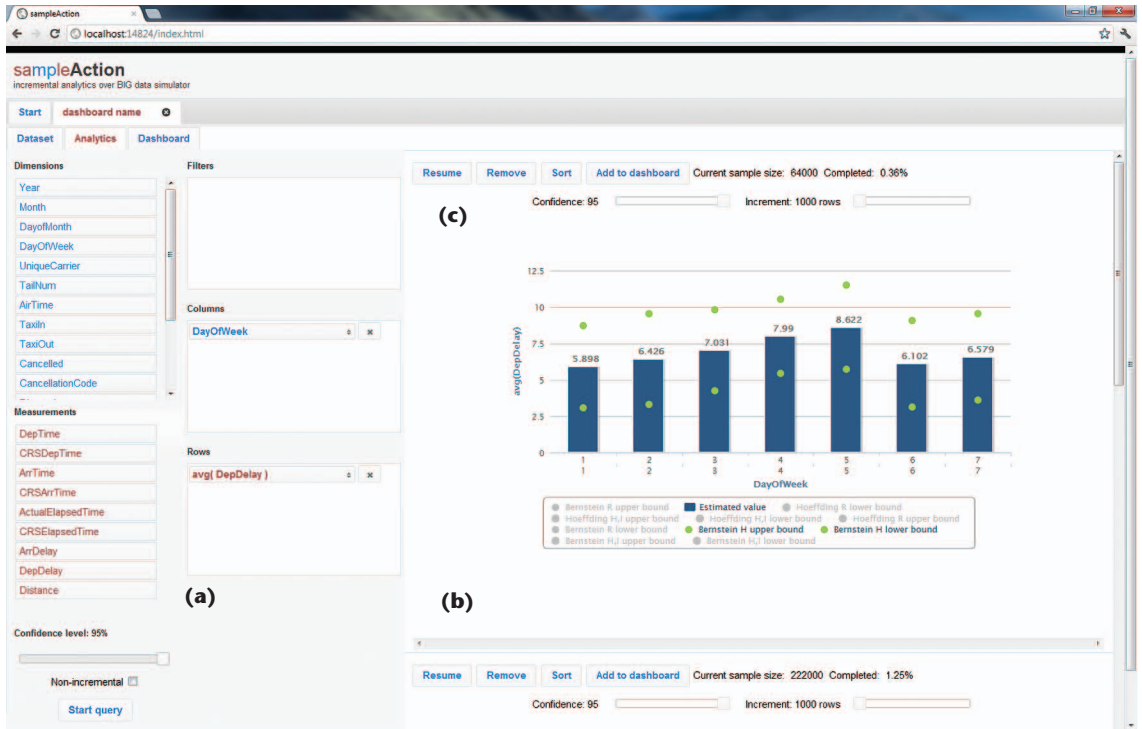 sampleAction
localhost:14824/index.html
sampleAction
incremental analytics over BIG data simulator
Start dashboard name
Dataset Analytics Dashboard
Dimensions
Year
Month
DayofMonth
DayOfWeek
UniqueCarrier
TailNum
AirTime
TaxiIn
TaxiOut
Cancelled
CancellationCode
Measurements
DepTime
CRSDepTime
ArrTime
CRSArrTime
ActualElapsedTime
CRSElapsedTime
ArrDelay
DepDelay
Distance
Confidence level: 95%
Non-incremental
Start query
Filters
Columns
DayOfWeek
Rows
avg( DepDelay )
(a)
Resume Remove Sort Add to dashboard Current sample size: 64000 Completed: 0.36%
Confidence: 95 Increment: 1000 rows
(c)
avg(DepDelay)
12.5
10
7.5
5
2.5
0
5.898 6.426 7.031 7.99 8.622 6.102 6.579
1 2 3 4 5 6 7
1 2 3 4 5 6 7
DayOfWeek
Bernstein R upper bound Estimated value Hoeffding R lower bound
Hoeffding H,I upper bound Hoeffding H,I lower bound Hoeffding R upper bound
Bernstein R lower bound Bernstein H upper bound Bernstein H lower bound
Bernstein H,I upper bound Bernstein H,I lower bound
(b)
Resume Remove Sort Add to dashboard Current sample size: 222000 Completed: 1.25%
Confidence: 95 Increment: 1000 rows